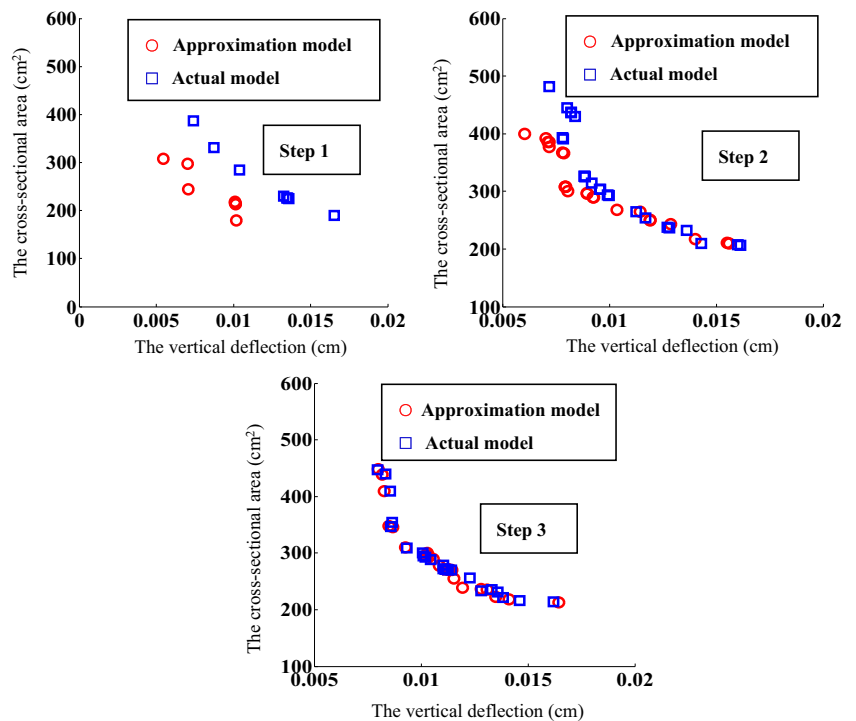 The cross-sectional area (cm²)
600
500
400
300
200
100
0
0
0.005
0.01
0.015
0.02
The vertical deflection (cm)
Approximation model
Actual model
Step 1
The cross-sectional area (cm²)
600
500
400
300
200
100
0.005
0.01
0.015
0.02
The vertical deflection (cm)
Approximation model
Actual model
Step 2
The cross-sectional area (cm²)
600
500
400
300
200
100
0.005
0.01
0.015
0.02
The vertical deflection (cm)
Approximation model
Actual model
Step 3